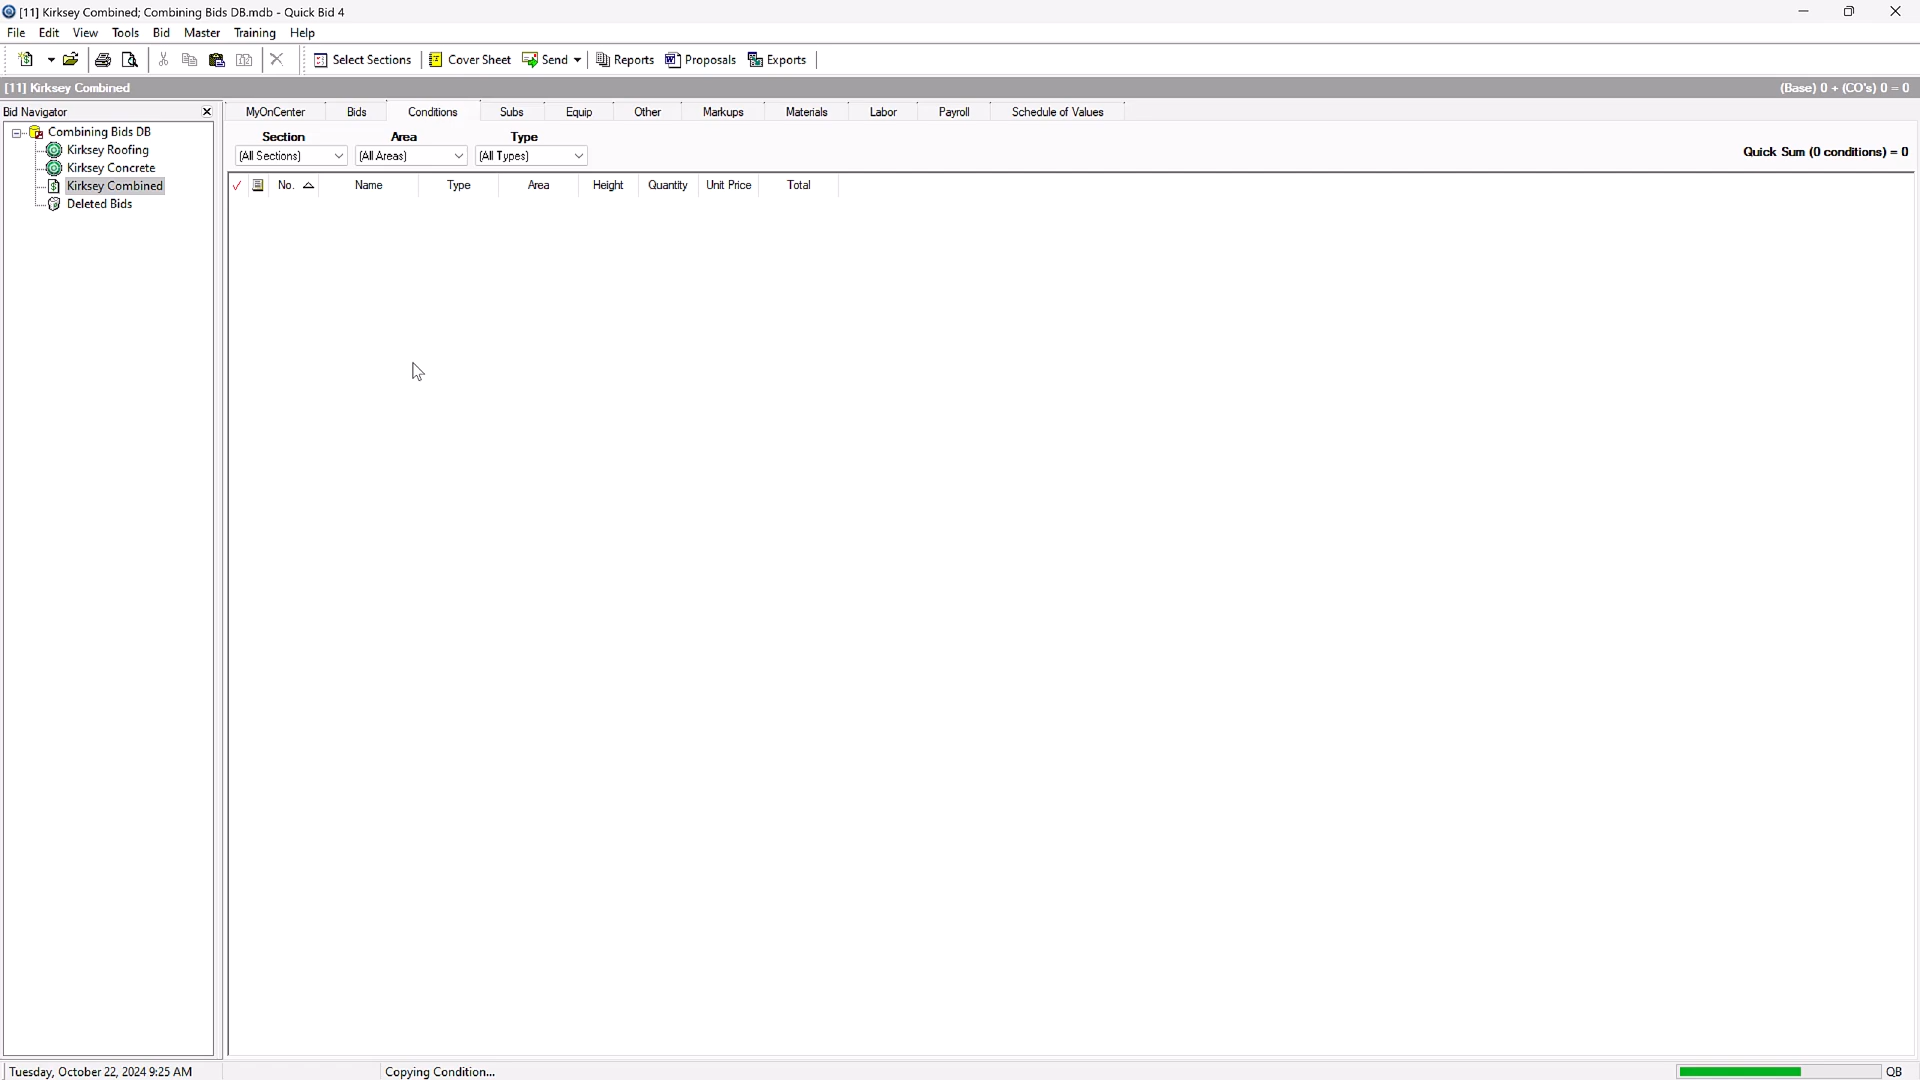 [11] Kirksey Combined; Combining Bids DB.mdb - Quick Bid 4
File Edit View Tools Bid Master Training Help
Select Sections Cover Sheet Send Reports Proposals Exports
[11] Kirksey Combined (Base) 0 + (CO's) 0 = 0
Bid Navigator
MyOnCenter Bids Conditions Subs Equip Other Markups Materials Labor Payroll Schedule of Values
Combining Bids DB
Kirksey Roofing
Kirksey Concrete
Kirksey Combined
Deleted Bids
Section Area Type
(All Sections) (All Areas) (All Types)
Quick Sum (0 conditions) = 0
No. Name Type Area Height Quantity Unit Price Total
Tuesday, October 22, 2024 9:25 AM Copying Condition... QB